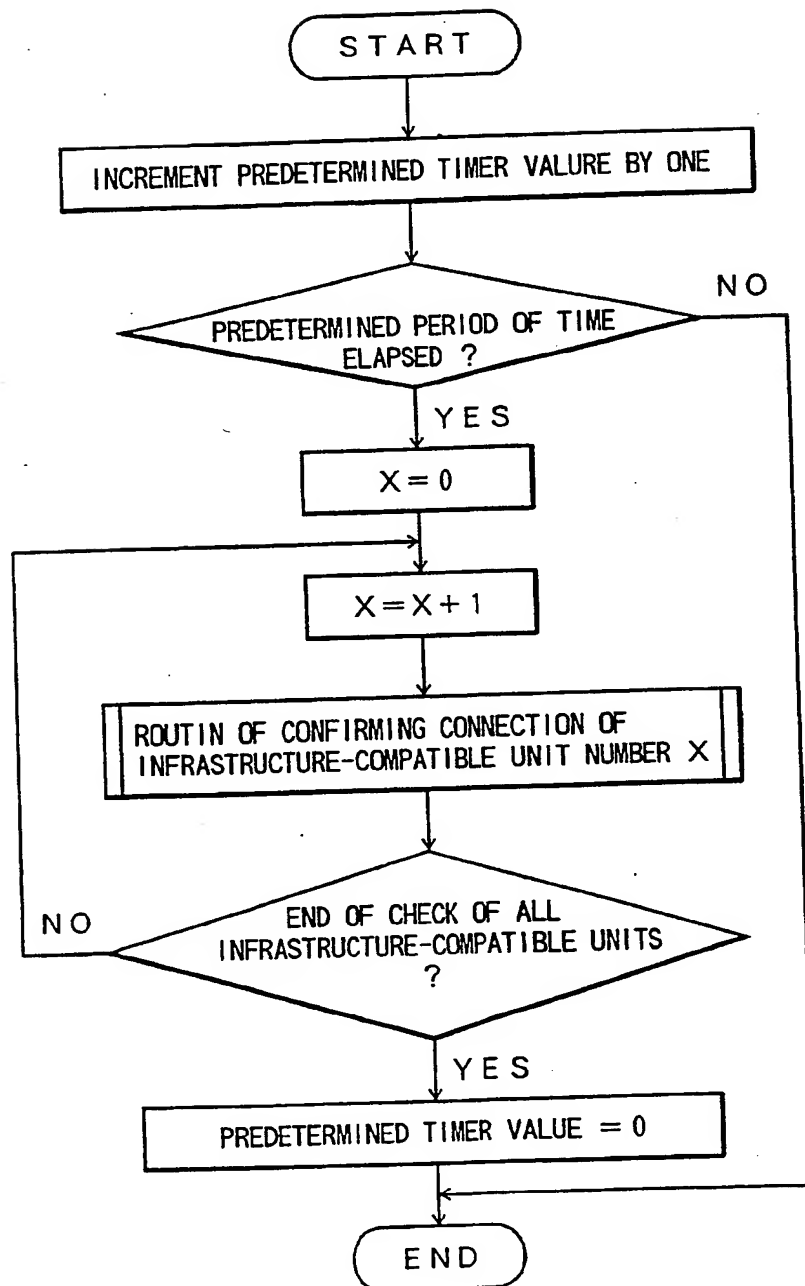 START
INCREMENT PREDETERMINED TIMER VALURE BY ONE
NO
PREDETERMINED PERIOD OF TIME
ELAPSED ?
YES
X = 0
X = X + 1
ROUTIN OF CONFIRMING CONNECTION OF
INFRASTRUCTURE-COMPATIBLE UNIT NUMBER X
NO
END OF CHECK OF ALL
INFRASTRUCTURE-COMPATIBLE UNITS
?
YES
PREDETERMINED TIMER VALUE = 0
END